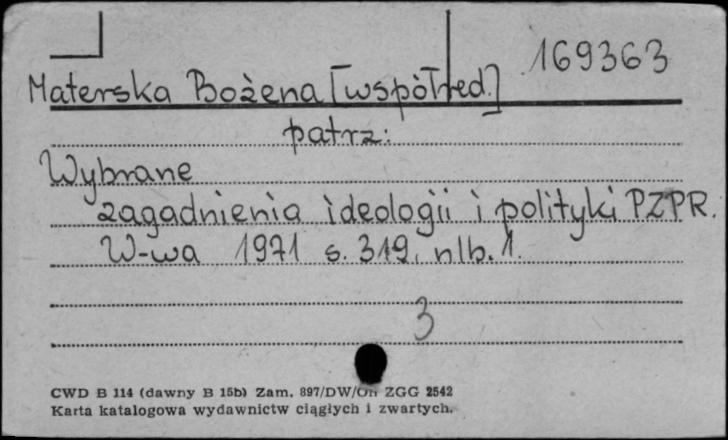 169363
Materska Bożena [współred.]
patrz:
Wybrane
zagadnienia ideologii i polityki PZPR.
W-wa 1971 s. 319, nlb. 1.
3
CWD B 114 (dawny B 15b) Zam. 897/DW/Oh ZGG 2542
Karta katalogowa wydawnictw ciągłych i zwartych.